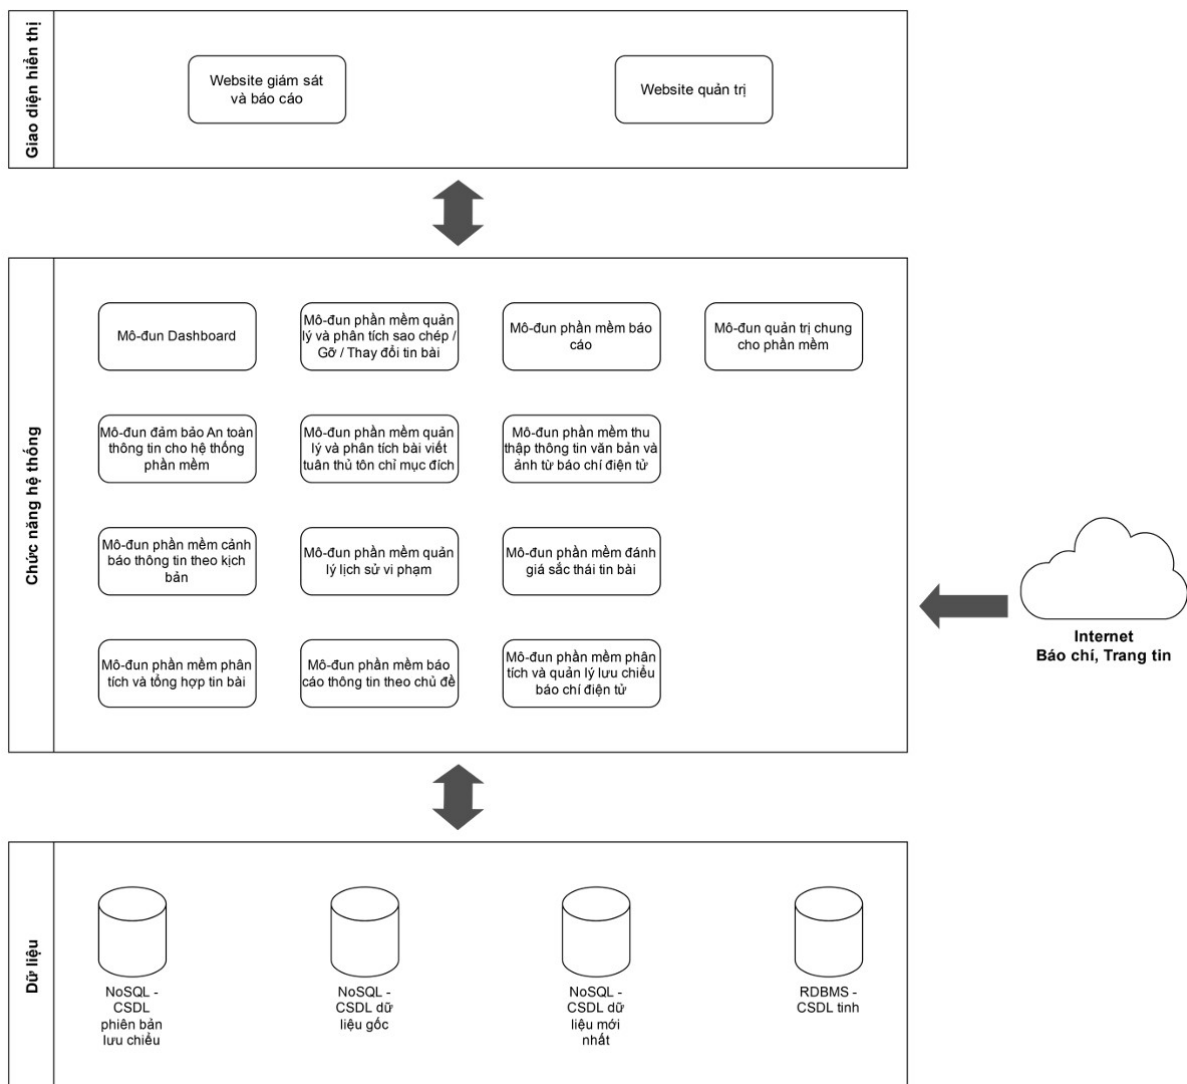 Giao diện hiển thị
Website giám sát
và báo cáo
Website quản trị
Chức năng hệ thống
Mô-đun Dashboard
Mô-đun phần mềm quản
lý và phân tích sao chép /
Gỡ / Thay đổi tin bài
Mô-đun phần mềm báo
cáo
Mô-đun quản trị chung
cho phần mềm
Mô-đun đảm bảo An toàn
thông tin cho hệ thống
phần mềm
Mô-đun phần mềm quản
lý và phân tích bài viết
tuân thủ tôn chỉ mục đích
Mô-đun phần mềm thu
thập thông tin văn bản và
ảnh từ báo chí điện tử
Mô-đun phần mềm cảnh
báo thông tin theo kịch
bản
Mô-đun phần mềm quản
lý lịch sử vi phạm
Mô-đun phần mềm đánh
giá sắc thái tin bài
Mô-đun phần mềm phân
tích và tổng hợp tin bài
Mô-đun phần mềm báo
cáo thông tin theo chủ đề
Mô-đun phần mềm phân
tích và quản lý lưu chiểu
báo chí điện tử
Internet
Báo chí, Trang tin
Dữ liệu
NoSQL -
CSDL
phiên bản
lưu chiểu
NoSQL -
CSDL dữ
liệu gốc
NoSQL -
CSDL dữ
liệu mới
nhất
RDBMS -
CSDL tinh